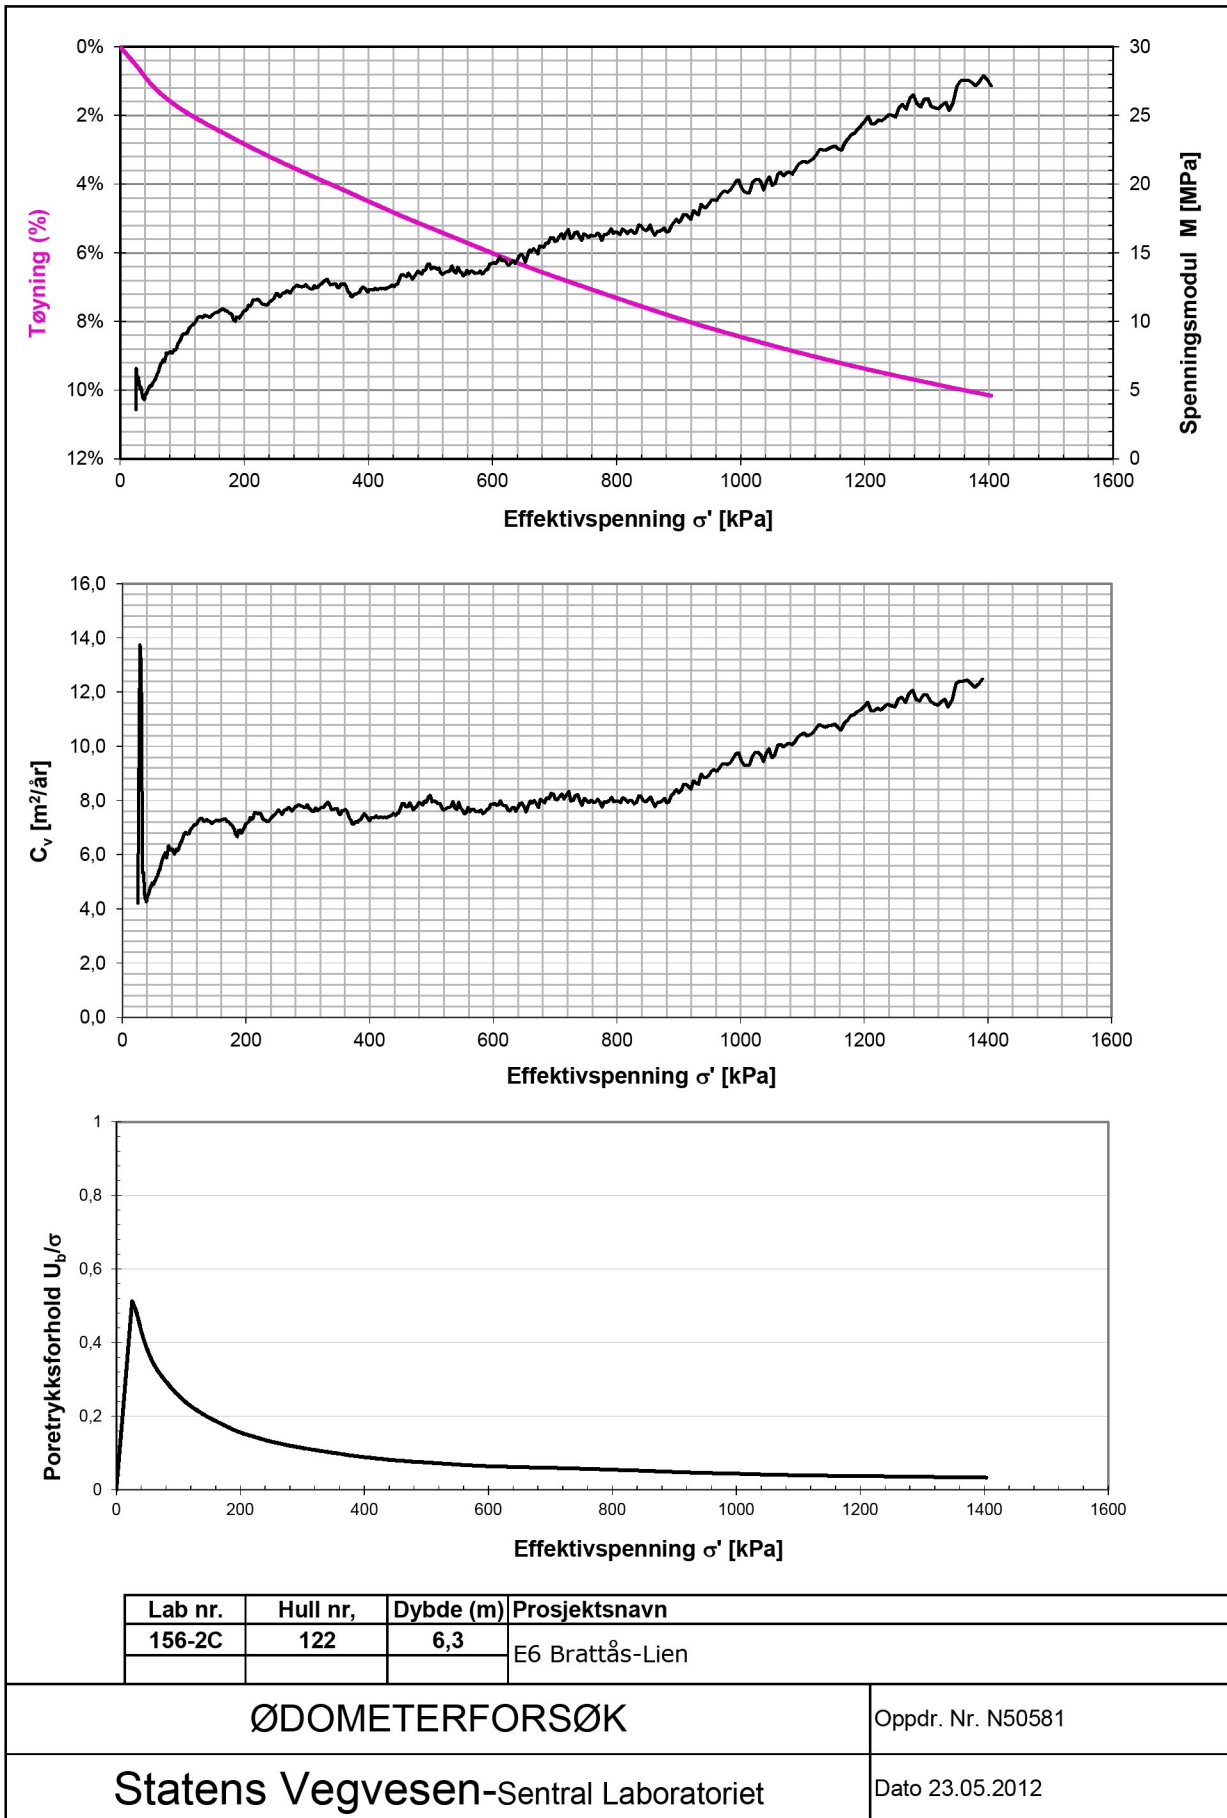 0%
2%
4%
6%
8%
10%
12%
Tøyning (%)
30
25
20
15
10
5
0
Spenningsmodul M [MPa]
0 200 400 600 800 1000 1200 1400 1600
Effektivspenning σ' [kPa]
16,0
14,0
12,0
10,0
8,0
6,0
4,0
2,0
0,0
Cv [m²/år]
0 200 400 600 800 1000 1200 1400 1600
Effektivspenning σ' [kPa]
1
0,8
0,6
0,4
0,2
0
Poretrykksforhold Ub/σ
0 200 400 600 800 1000 1200 1400 1600
Effektivspenning σ' [kPa]
Lab nr. Hull nr, Dybde (m) Prosjektsnavn
156-2C 122 6,3 E6 Brattås-Lien
ØDOMETERFORSØK
Oppdr. Nr. N50581
Statens Vegvesen-Sentral Laboratoriet
Dato 23.05.2012